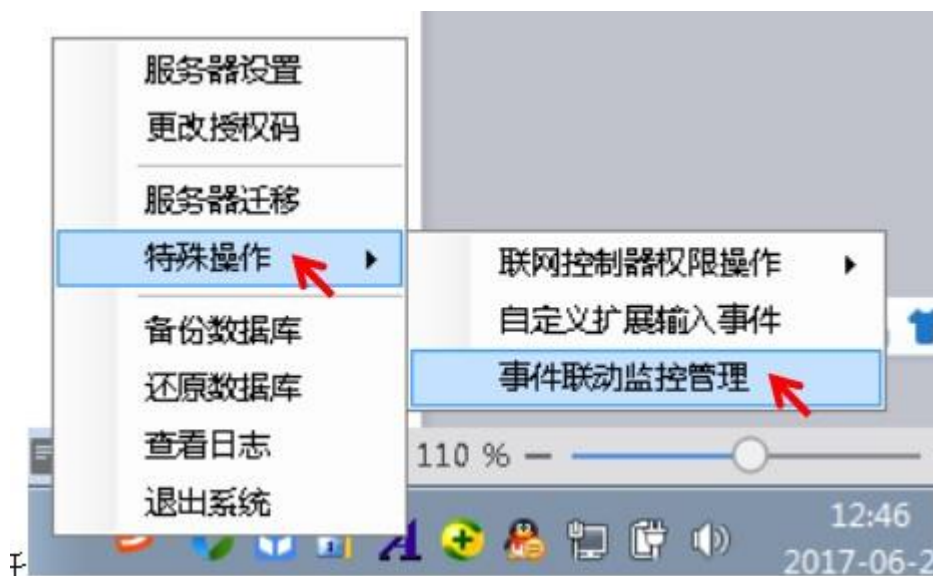 服务器设置
更改授权码
服务器迁移
特殊操作
联网控制器权限操作
自定义扩展输入事件
事件联动监控管理
备份数据库
还原数据库
查看日志
退出系统
110 %
12:46
2017-06-2